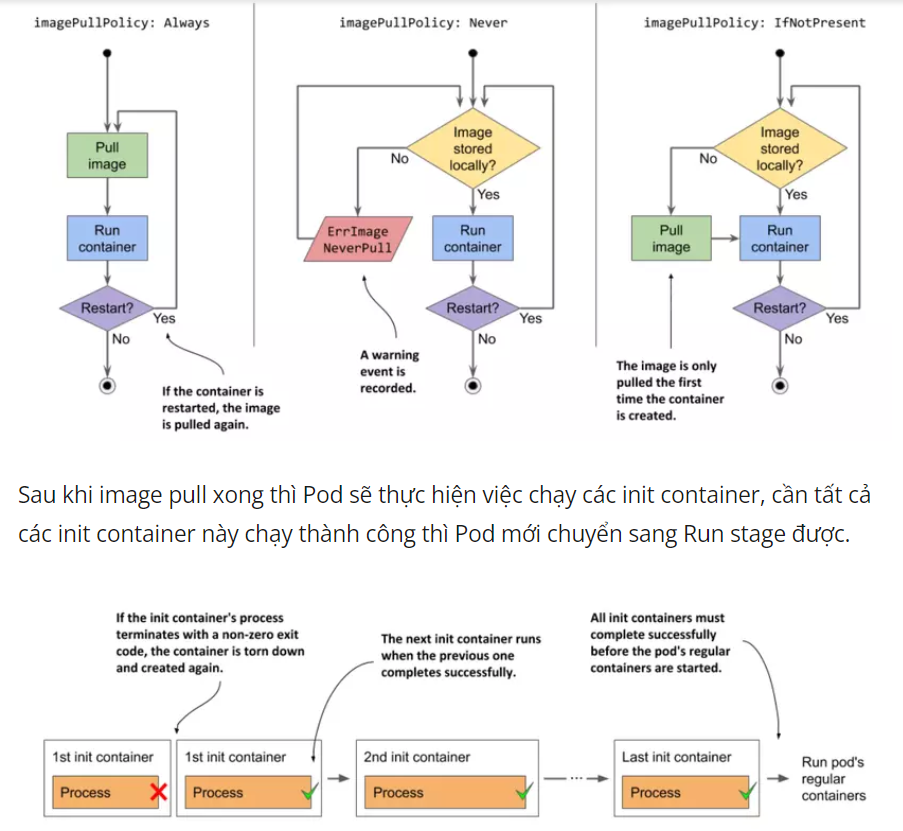 imagePullPolicy: Always
Pull
image
Run
container
Restart?
Yes
No
If the container is
restarted, the image
is pulled again.
imagePullPolicy: Never
Image
stored
locally?
No
Yes
ErrImage
NeverPull
Run
container
Restart?
Yes
No
A warning
event is
recorded.
imagePullPolicy: IfNotPresent
Image
stored
locally?
No
Yes
Pull
image
Run
container
Restart?
Yes
No
The image is only
pulled the first
time the container
is created.
Sau khi image pull xong thì Pod sẽ thực hiện việc chạy các init container, cần tất cả
các init container này chạy thành công thì Pod mới chuyển sang Run stage được.
If the init container's process
terminates with a non-zero exit
code, the container is torn down
and created again.
The next init container runs
when the previous one
completes successfully.
All init containers must
complete successfully
before the pod's regular
containers are started.
1st init container
Process
1st init container
Process
2nd init container
Process
...
Last init container
Process
Run pod's
regular
containers